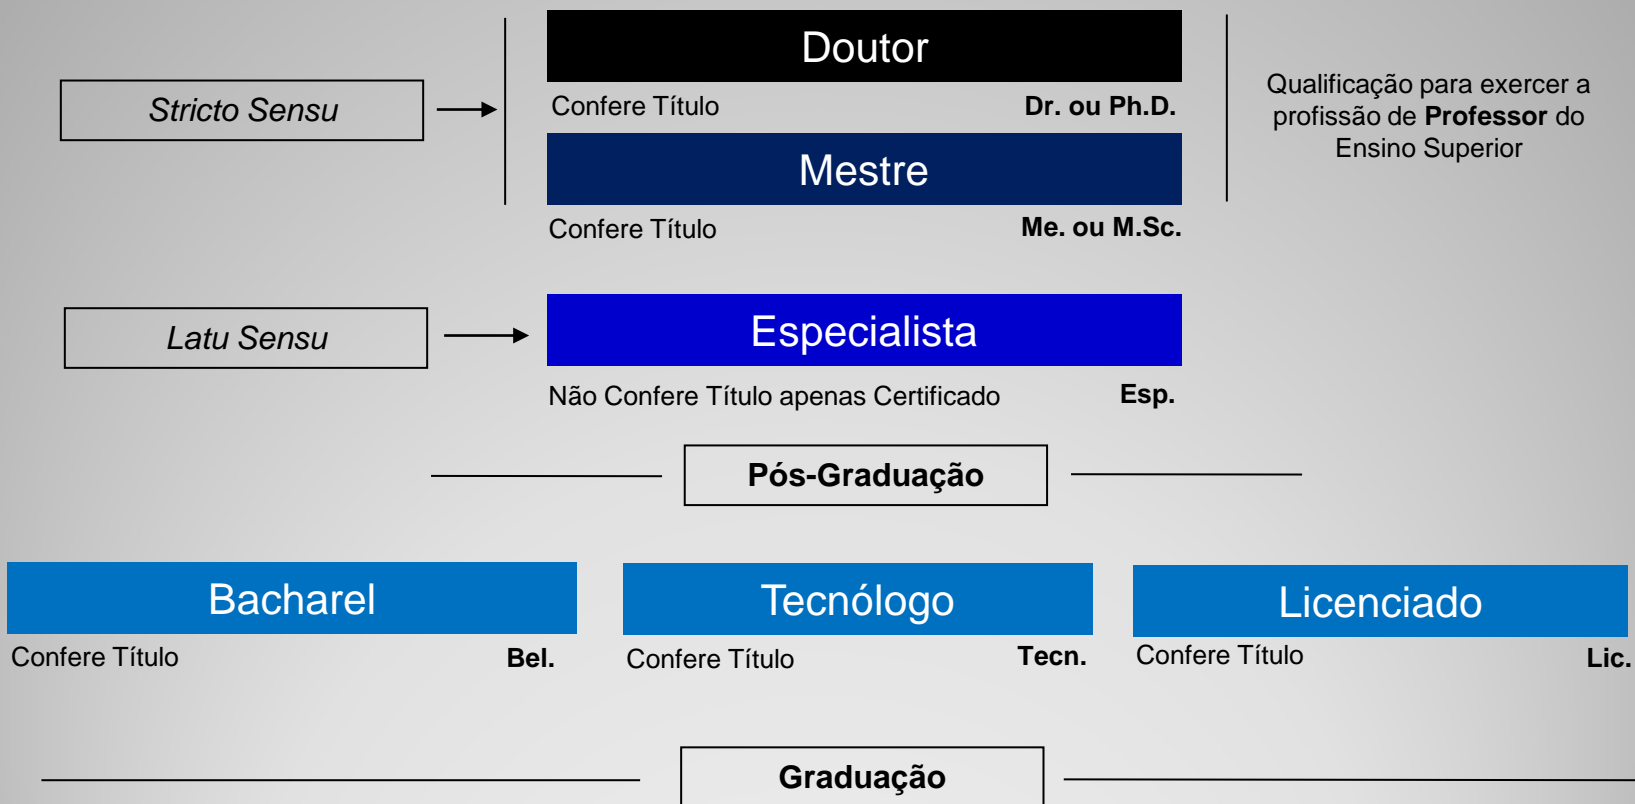 Doutor
Stricto Sensu
Confere Título Dr. ou Ph.D.
Qualificação para exercer a
profissão de Professor do
Ensino Superior
Mestre
Confere Título Me. ou M.Sc.
Latu Sensu
Especialista
Não Confere Título apenas Certificado Esp.
Pós-Graduação
Bacharel
Confere Título Bel.
Tecnólogo
Confere Título Tecn.
Licenciado
Confere Título Lic.
Graduação